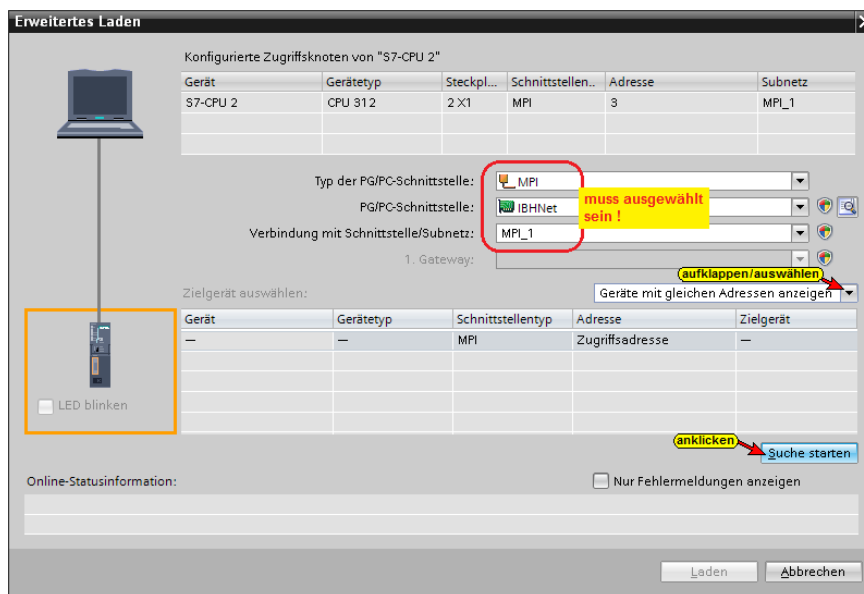 Erweitertes Laden
Konfigurierte Zugriffsknoten von "S7-CPU 2"
Gerät Gerätetyp Steckpl... Schnittstellen.. Adresse Subnetz
S7-CPU 2 CPU 312 2 X1 MPI 3 MPI_1
Typ der PG/PC-Schnittstelle: MPI
PG/PC-Schnittstelle: IBHNet
muss ausgewählt
sein !
Verbindung mit Schnittstelle/Subnetz: MPI_1
1. Gateway:
(aufklappen/auswählen)
Zielgerät auswählen: Geräte mit gleichen Adressen anzeigen
Gerät Gerätetyp Schnittstellentyp Adresse Zielgerät
— — MPI Zugriffsadresse —
LED blinken
(anklicken)
Suche starten
Online-Statusinformation: Nur Fehlermeldungen anzeigen
Laden Abbrechen